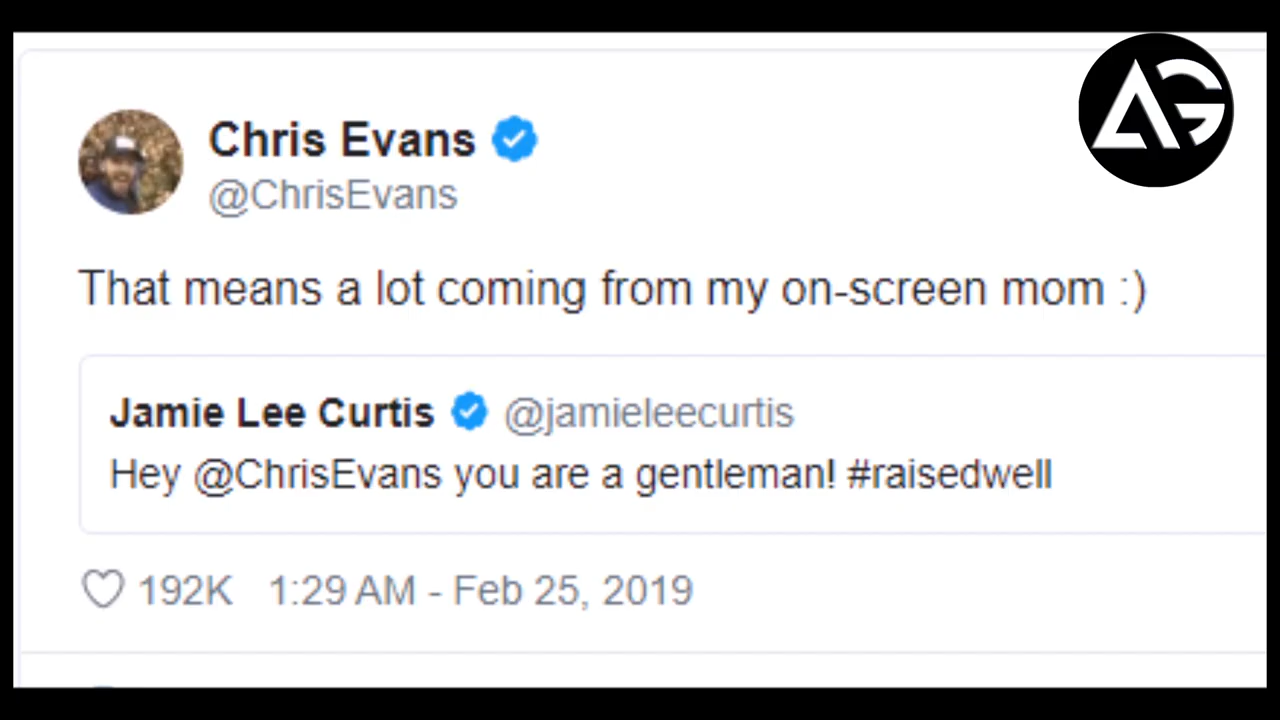 AG
Chris Evans
@ChrisEvans
That means a lot coming from my on-screen mom :)
Jamie Lee Curtis @jamieleecurtis
Hey @ChrisEvans you are a gentleman! #raisedwell
192K 1:29 AM - Feb 25, 2019